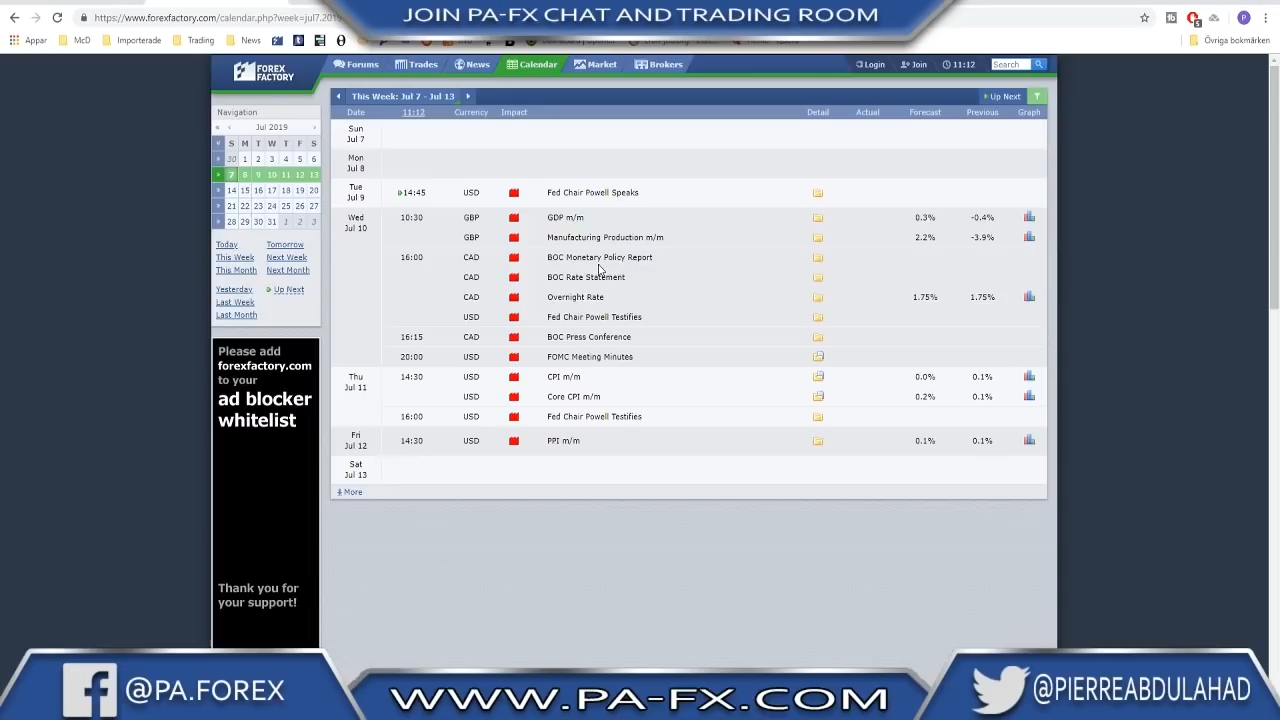 JOIN PA-FX CHAT AND TRADING ROOM
https://www.forexfactory.com/calendar.php?week=jul7.2019
Appar McD Importerade Trading News
Övriga bokmärken
FOREX FACTORY
Forums Trades News Calendar Market Brokers
Login Join 11:12 Search
Navigation
Jul 2019
S M T W T F S
30 1 2 3 4 5 6
7 8 9 10 11 12 13
14 15 16 17 18 19 20
21 22 23 24 25 26 27
28 29 30 31 1 2 3
Today Tomorrow
This Week Next Week
This Month Next Month
Yesterday Up Next
Last Week
Last Month
Please add
forexfactory.com
to your
ad blocker
whitelist
Thank you for
your support!
This Week: Jul 7 - Jul 13 Up Next
Date 11:12 Currency Impact Detail Actual Forecast Previous Graph
Sun
Jul 7
Mon
Jul 8
Tue
Jul 9
14:45 USD Fed Chair Powell Speaks
Wed
Jul 10
10:30 GBP GDP m/m 0.3% -0.4%
GBP Manufacturing Production m/m 2.2% -3.9%
16:00 CAD BOC Monetary Policy Report
CAD BOC Rate Statement
CAD Overnight Rate 1.75% 1.75%
USD Fed Chair Powell Testifies
16:15 CAD BOC Press Conference
20:00 USD FOMC Meeting Minutes
Thu
Jul 11
14:30 USD CPI m/m 0.0% 0.1%
USD Core CPI m/m 0.2% 0.1%
16:00 USD Fed Chair Powell Testifies
Fri
Jul 12
14:30 USD PPI m/m 0.1% 0.1%
Sat
Jul 13
More
@PA.FOREX
WWW.PA-FX.COM
@PIERREABDULAHAD